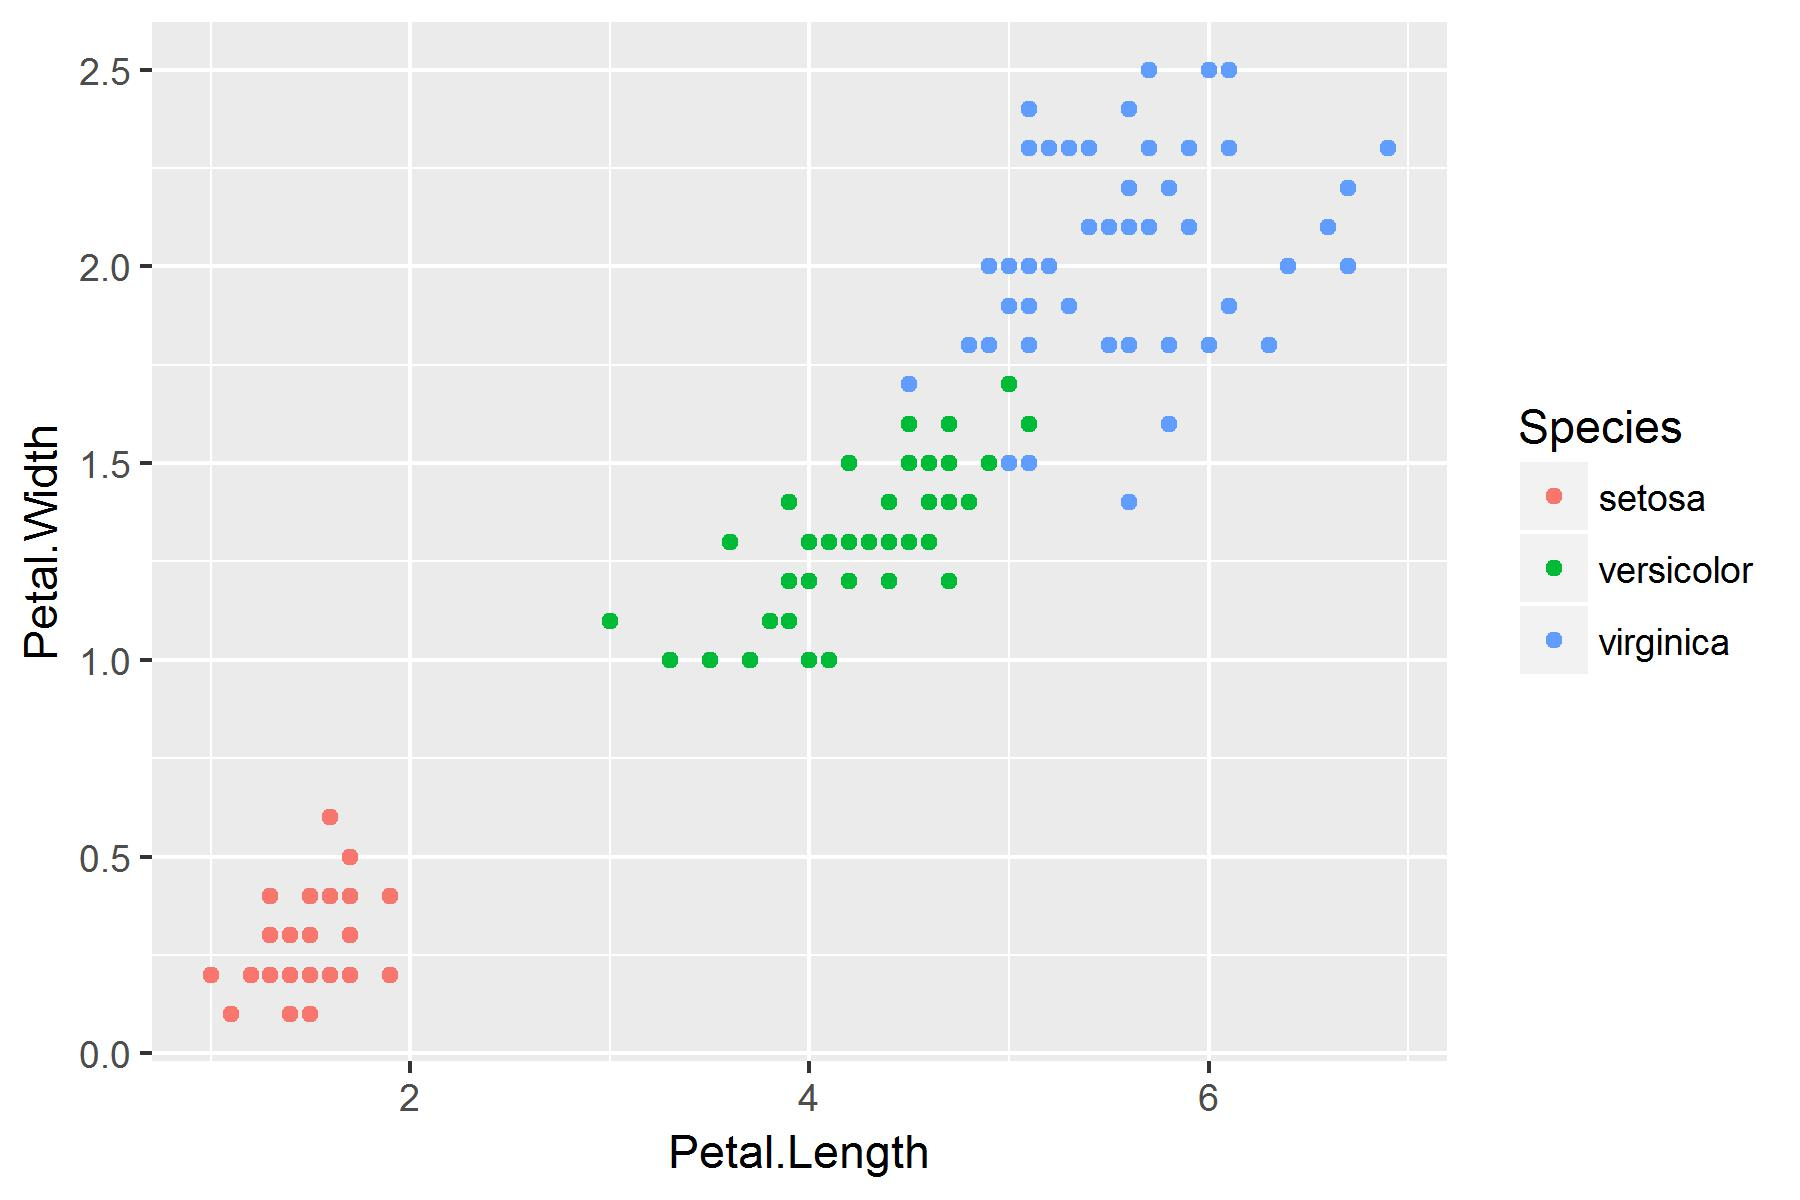 2.5
2.0
1.5
1.0
0.5
0.0
Petal.Width
2 4 6
Petal.Length
Species
setosa
versicolor
virginica